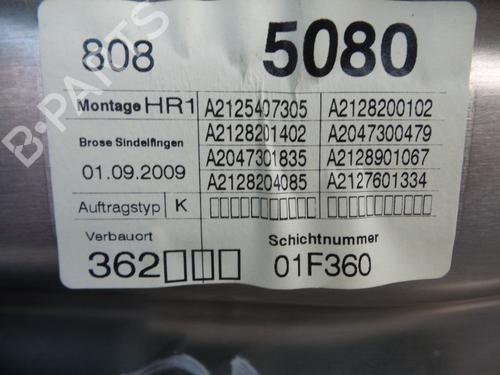 808 5080
Montage HR1 A2125407305 A2128200102
A2128201402 A2047300479
Brose Sindelfingen
A2047301835 A2128901067
01.09.2009
A2128204085 A2127601334
Auftragstyp K
Verbauort Schichtnummer
362 01F360
B-PARTS